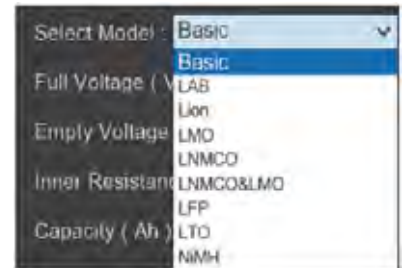 Select Model : Basic
Basic
Full Voltage ( V
LAB
Lion
Empty Voltage
LMO
LNMCO
Inner Resistan
LNMCO&LMO
LFP
Capacity ( Ah )
LTO
NiMH